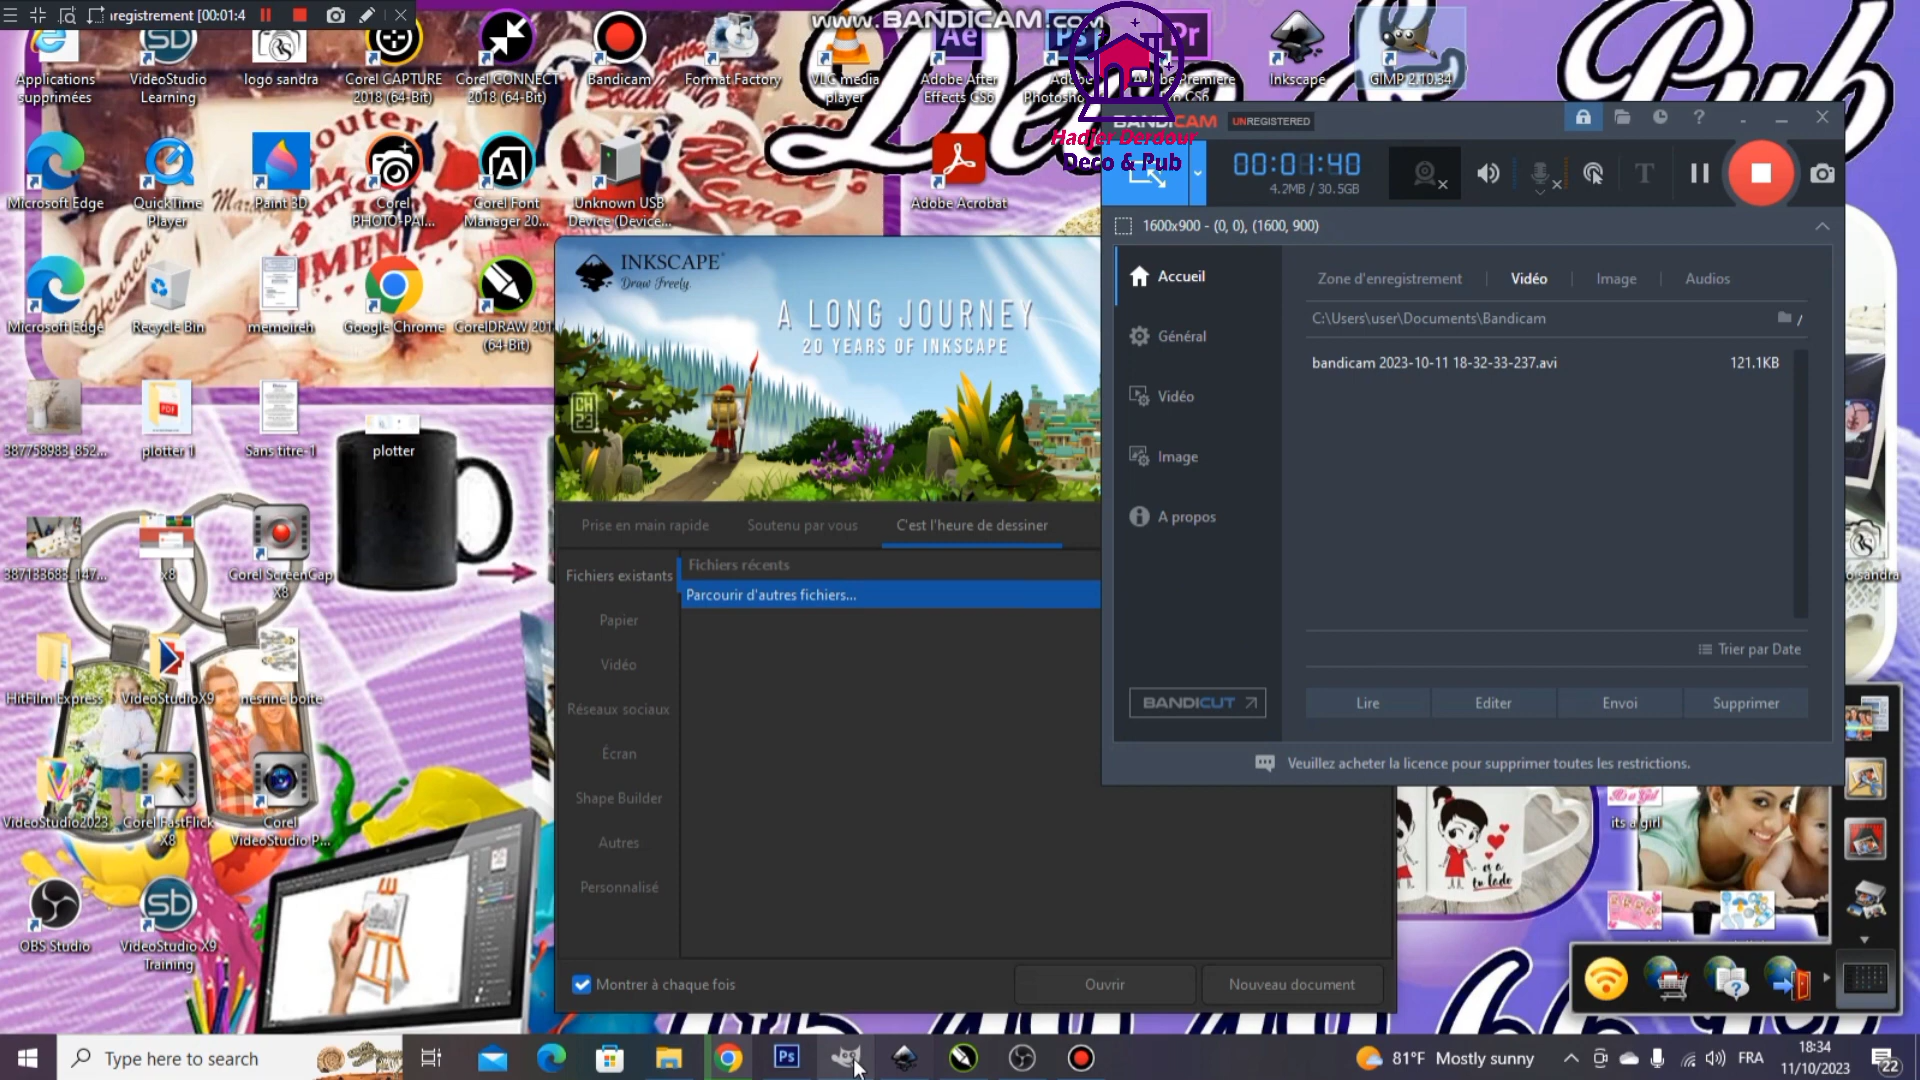 enregistrement [00:01:4
www.BANDICAM.com
Applications
supprimées
VideoStudio
Learning
logo sandra
Corel CAPTURE
2018 (64-Bit)
Corel CONNECT
2018 (64-Bit)
Bandicam
Format Factory
VLC media
player
Adobe After
Effects CS6
Inkscape
GIMP 2.10.34
Hadjer Derdour
Deco & Pub
Microsoft Edge
QuickTime
Player
Paint 3D
Corel
PHOTO-PAI...
Corel Font
Manager 20...
Unknown USB
Device (Device...
Adobe Acrobat
Microsoft Edge
Recycle Bin
memoireh
Google Chrome
CorelDRAW 201
(64-Bit)
387758983_852...
plotter 1
Sans titre-1
plotter
387133683_147...
x8
Corel ScreenCap
X8
HitFilm Express
VideoStudioX9
nesrine boite
VideoStudio2023
Corel FastFlick
X8
Corel
VideoStudio P...
OBS Studio
VideoStudio X9
Training
INKSCAPE
Draw Freely.
A LONG JOURNEY
20 YEARS OF INKSCAPE
Prise en main rapide
Soutenu par vous
C'est l'heure de dessiner
Fichiers existants
Papier
Vidéo
Réseaux sociaux
Écran
Shape Builder
Autres
Personnalisé
Fichiers récents
Parcourir d'autres fichiers...
Montrer à chaque fois
Ouvrir
Nouveau document
BANDICAM
UNREGISTERED
00:01:40
4.2MB / 30.5GB
1600x900 - (0, 0), (1600, 900)
Accueil
Général
Vidéo
Image
A propos
BANDICUT
Zone d'enregistrement
Vidéo
Image
Audios
C:\Users\user\Documents\Bandicam
bandicam 2023-10-11 18-32-33-237.avi
121.1KB
Trier par Date
Lire
Editer
Envoi
Supprimer
Veuillez acheter la licence pour supprimer toutes les restrictions.
its a girl
Type here to search
81°F Mostly sunny
FRA
18:34
11/10/2023
22